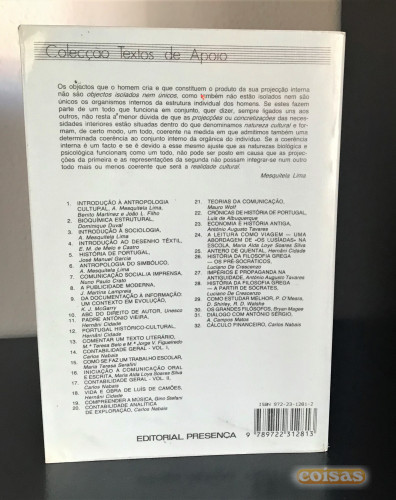 Colecção Textos de Apoio
Os objectos que o homem cria e que constituem o produto da sua projecção interna
não são objectos isolados nem únicos, como também não estão isolados nem são
únicos os organismos internos da estrutura individual dos homens. Se estes fazem
parte de um todo que funciona em conjunto, quer dizer, sempre ligados uns aos
outros, não resta a menor dúvida de que as projecções ou concretizações das neces-
sidades interiores estão situadas dentro do que denominamos natureza cultural e for-
mam, de certo modo, um todo, coerente na medida em que admitimos também uma
determinada coerência ao conjunto interno da orgânica do indivíduo. Se a coerência
interna é um facto e se é devido a esse mesmo ajuste que as naturezas biológica e
psicológica funcionam como um todo, não pode ser posto em causa que as projec-
ções da primeira e as representações da segunda não possam integrar-se num outro
todo mais ou menos coerente que será a realidade cultural.
Mesquitela Lima
1. INTRODUÇÃO À ANTROPOLOGIA
CULTURAL, A. Mesquitela Lima,
Benito Martinez e João L. Filho
2. BIOQUÍMICA ESTRUTURAL,
Dominique Duval
3. INTRODUÇÃO À SOCIOLOGIA,
A. Mesquitela Lima
4. INTRODUÇÃO AO DESENHO TÊXTIL,
E. M. de Melo e Castro
5. HISTÓRIA DE PORTUGAL,
José Mattoso Garcia
6. ANTROPOLOGIA DO SIMBÓLICO,
A. Mesquitela Lima
7. COMUNICAÇÃO SOCIAL/A IMPRENSA,
Nuno Paulo Crato
8. A PUBLICIDADE MODERNA,
J. Martins Lampreia
9. DA DOCUMENTAÇÃO À INFORMAÇÃO:
UM CONTEXTO EM EVOLUÇÃO,
K. J. McGarry
10. ABC DO DIREITO DE AUTOR, Unesco
11. PADRE ANTÓNIO VIEIRA,
Hernâni Cidade
12. PORTUGAL HISTÓRICO-CULTURAL,
Hernâni Cidade
13. COMENTAR UM TEXTO LITERÁRIO,
M.ª Teresa Belo e M.ª Jorge V. Figueiredo
14. CONTABILIDADE GERAL - VOL. I,
Carlos Nabais
15. COMO SE FAZ UM TRABALHO ESCOLAR,
Maria Teresa Serafini
16. INICIAÇÃO À COMUNICAÇÃO ORAL
E ESCRITA, Maria Alda Loya Soares Silva
17. CONTABILIDADE GERAL - VOL. II,
Carlos Nabais
18. VIDA E OBRA DE LUÍS DE CAMÕES,
Hernâni Cidade
19. COMPREENDER A MÚSICA, Gino Stefani
20. CONTABILIDADE ANALÍTICA
DE EXPLORAÇÃO, Carlos Nabais
21. TEORIAS DA COMUNICAÇÃO,
Mauro Wolf
22. CRÓNICAS DE HISTÓRIA DE PORTUGAL,
Luís de Albuquerque
23. ECONOMIA E HISTÓRIA ANTIGA,
António Augusto Tavares
24. A LEITURA COMO VIAGEM — UMA
ABORDAGEM DE «OS LUSÍADAS» NA
ESCOLA, Maria Alda Loya Soares Silva
25. ANTERO DE QUENTAL, Hernâni Cidade
26. HISTÓRIA DA FILOSOFIA GREGA
— OS PRÉ-SOCRÁTICOS,
Luciano De Crescenzo
27. IMPÉRIOS E PROPAGANDA NA
ANTIGUIDADE, António Augusto Tavares
28. HISTÓRIA DA FILOSOFIA GREGA
— A PARTIR DE SÓCRATES,
Luciano De Crescenzo
29. COMO ESTUDAR MELHOR, P. O'Meara,
D. Shirley, R. D. Walshe
30. OS GRANDES FILÓSOFOS, Bryan Magee
31. DIÁLOGO COM ANTÓNIO SÉRGIO,
A. Campos Matos
32. CÁLCULO FINANCEIRO, Carlos Nabais
ISBN 972-23-1281-2
9 789722 312813
EDITORIAL PRESENÇA
coisas